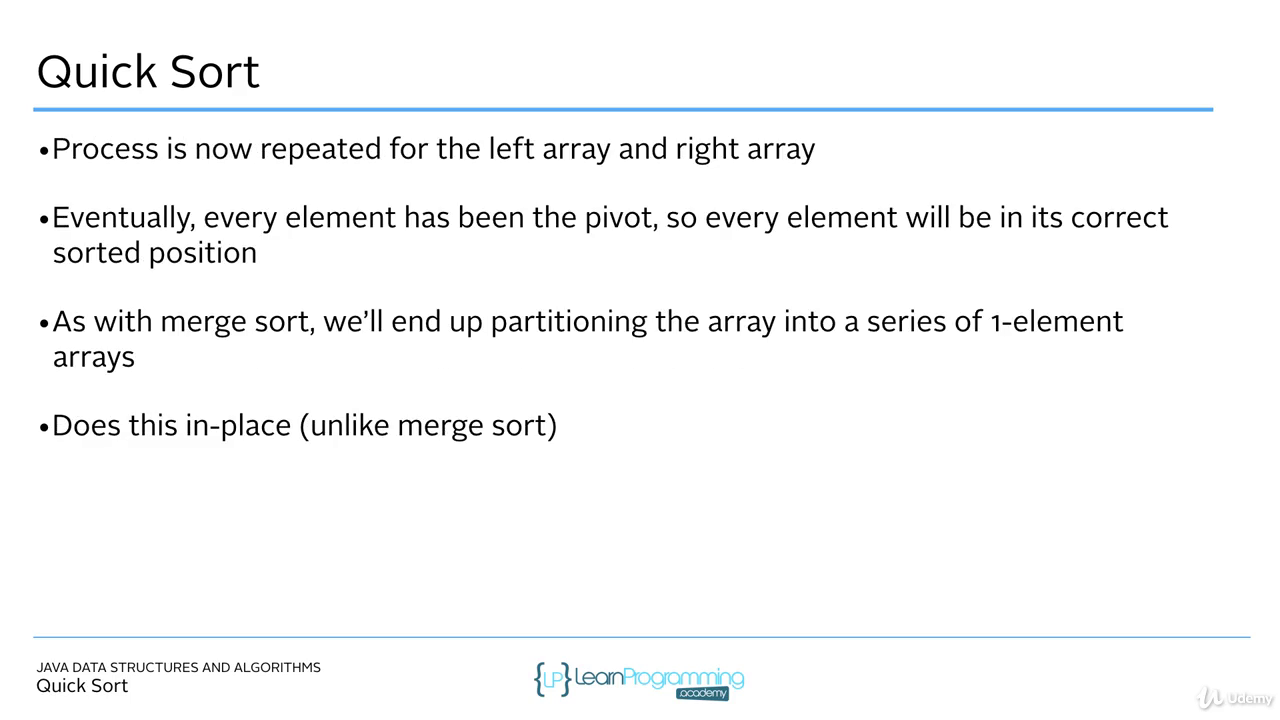 Quick Sort
•Process is now repeated for the left array and right array
•Eventually, every element has been the pivot, so every element will be in its correct
sorted position
•As with merge sort, we’ll end up partitioning the array into a series of 1-element
arrays
•Does this in-place (unlike merge sort)
JAVA DATA STRUCTURES AND ALGORITHMS
Quick Sort
{LP} LearnProgramming
.academy
Udemy